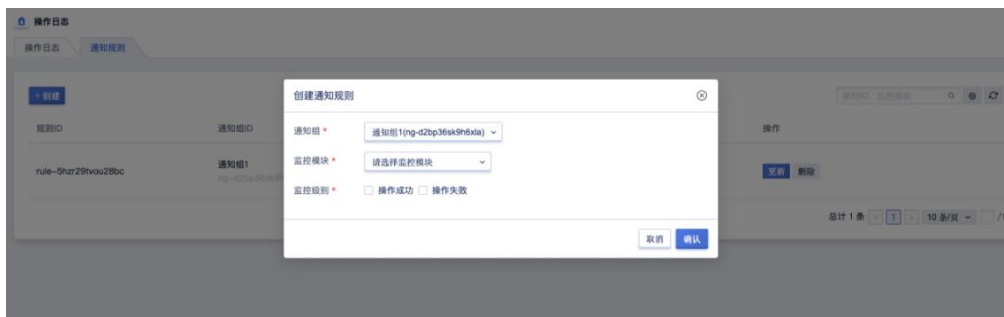 操作日志
操作日志 通知规则
+ 创建
规则ID 通知组ID 操作
rule-5hzr29tvou28bc 通知组1 更新 删除
总计 1 条 1 10 条/页
创建通知规则
通知组 * 通知组1(ng-d2bp36sk9h6xla)
监控模块 * 请选择监控模块
监控级别 * 操作成功 操作失败
取消 确认